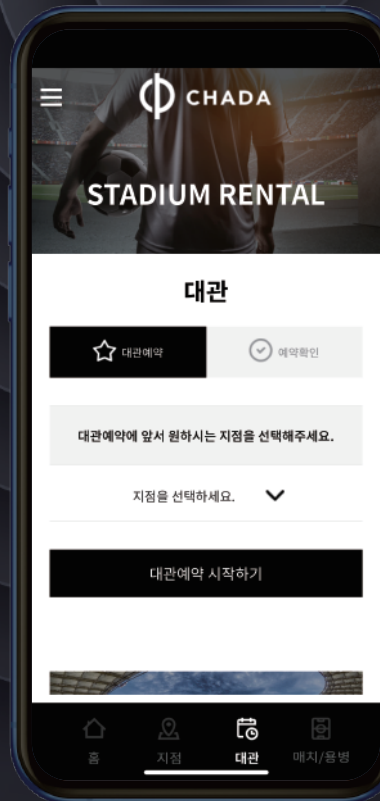 CHADA
STADIUM RENTAL
대관
대관예약
예약확인
대관예약에 앞서 원하시는 지점을 선택해주세요.
지점을 선택하세요.
대관예약 시작하기
홈
지점
대관
매치/용병